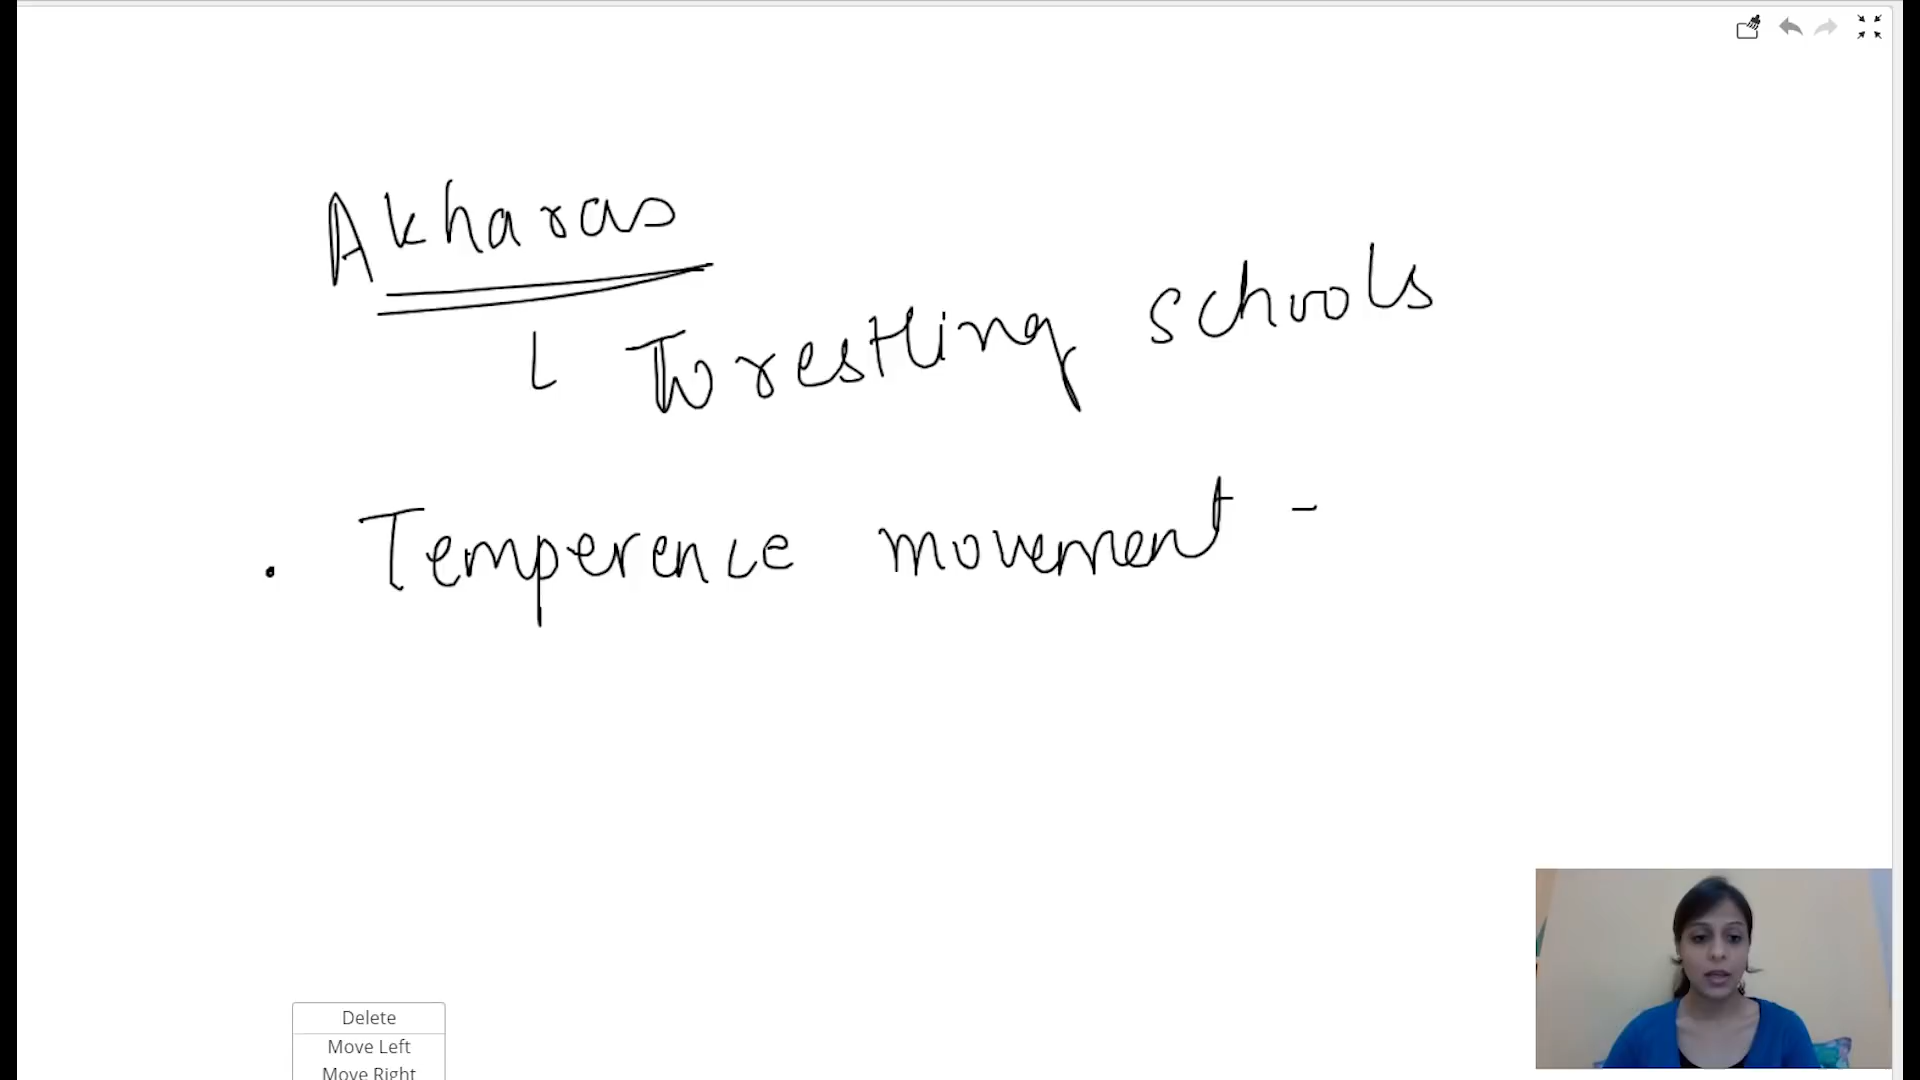 Akharas
Wrestling schools
. Temperence movement -
Delete
Move Left
Move Right